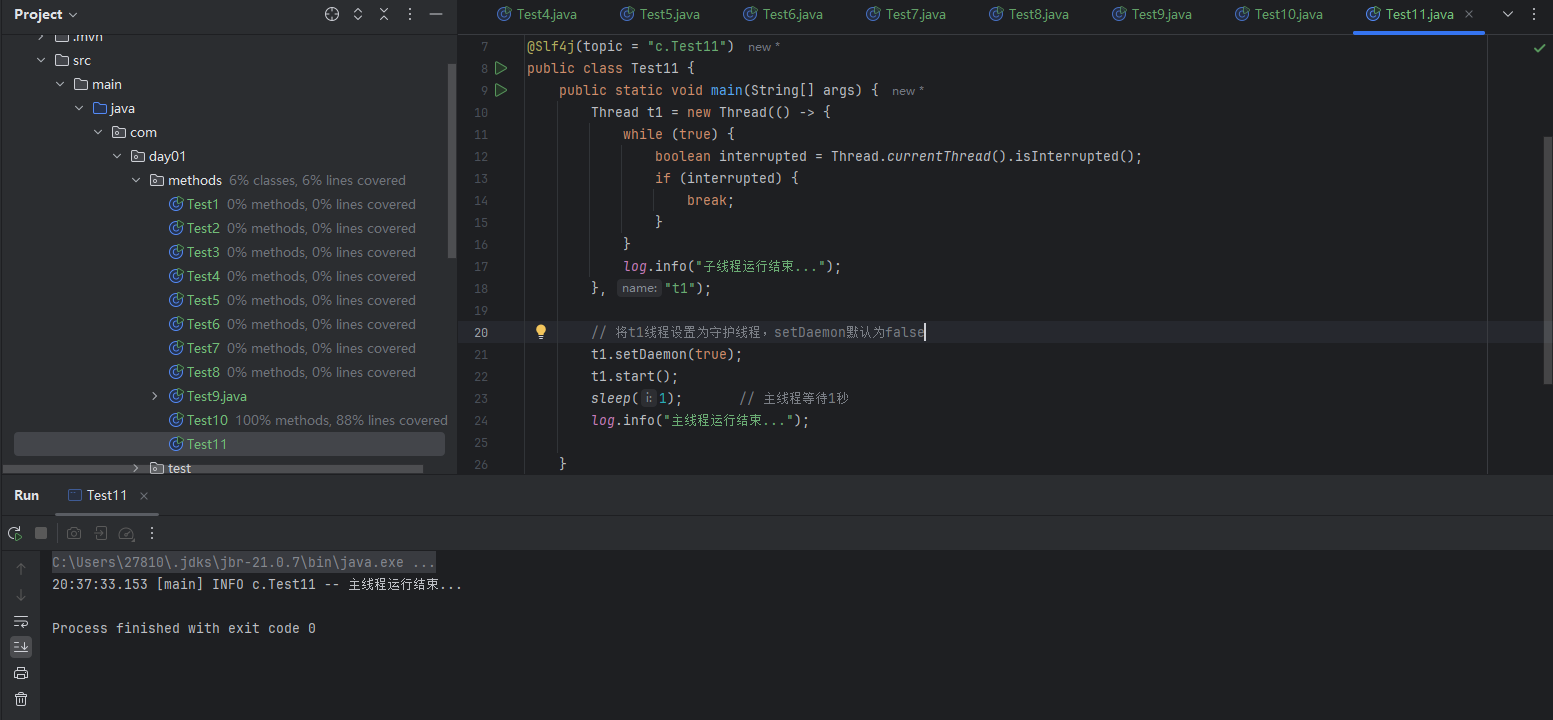 Project
Test4.java Test5.java Test6.java Test7.java Test8.java Test9.java Test10.java Test11.java
.mvn
src
main
java
com
day01
methods 6% classes, 6% lines covered
Test1 0% methods, 0% lines covered
Test2 0% methods, 0% lines covered
Test3 0% methods, 0% lines covered
Test4 0% methods, 0% lines covered
Test5 0% methods, 0% lines covered
Test6 0% methods, 0% lines covered
Test7 0% methods, 0% lines covered
Test8 0% methods, 0% lines covered
Test9.java
Test10 100% methods, 88% lines covered
Test11
test
7 @Slf4j(topic = "c.Test11") new *
8 public class Test11 {
9 public static void main(String[] args) { new *
10 Thread t1 = new Thread(() -> {
11 while (true) {
12 boolean interrupted = Thread.currentThread().isInterrupted();
13 if (interrupted) {
14 break;
15 }
16 }
17 log.info("子线程运行结束...");
18 }, name: "t1");
19
20 // 将t1线程设置为守护线程，setDaemon默认为false
21 t1.setDaemon(true);
22 t1.start();
23 sleep( i: 1); // 主线程等待1秒
24 log.info("主线程运行结束...");
25
26 }
Run Test11
C:\Users\27810\.jdks\jbr-21.0.7\bin\java.exe ...
20:37:33.153 [main] INFO c.Test11 -- 主线程运行结束...
Process finished with exit code 0